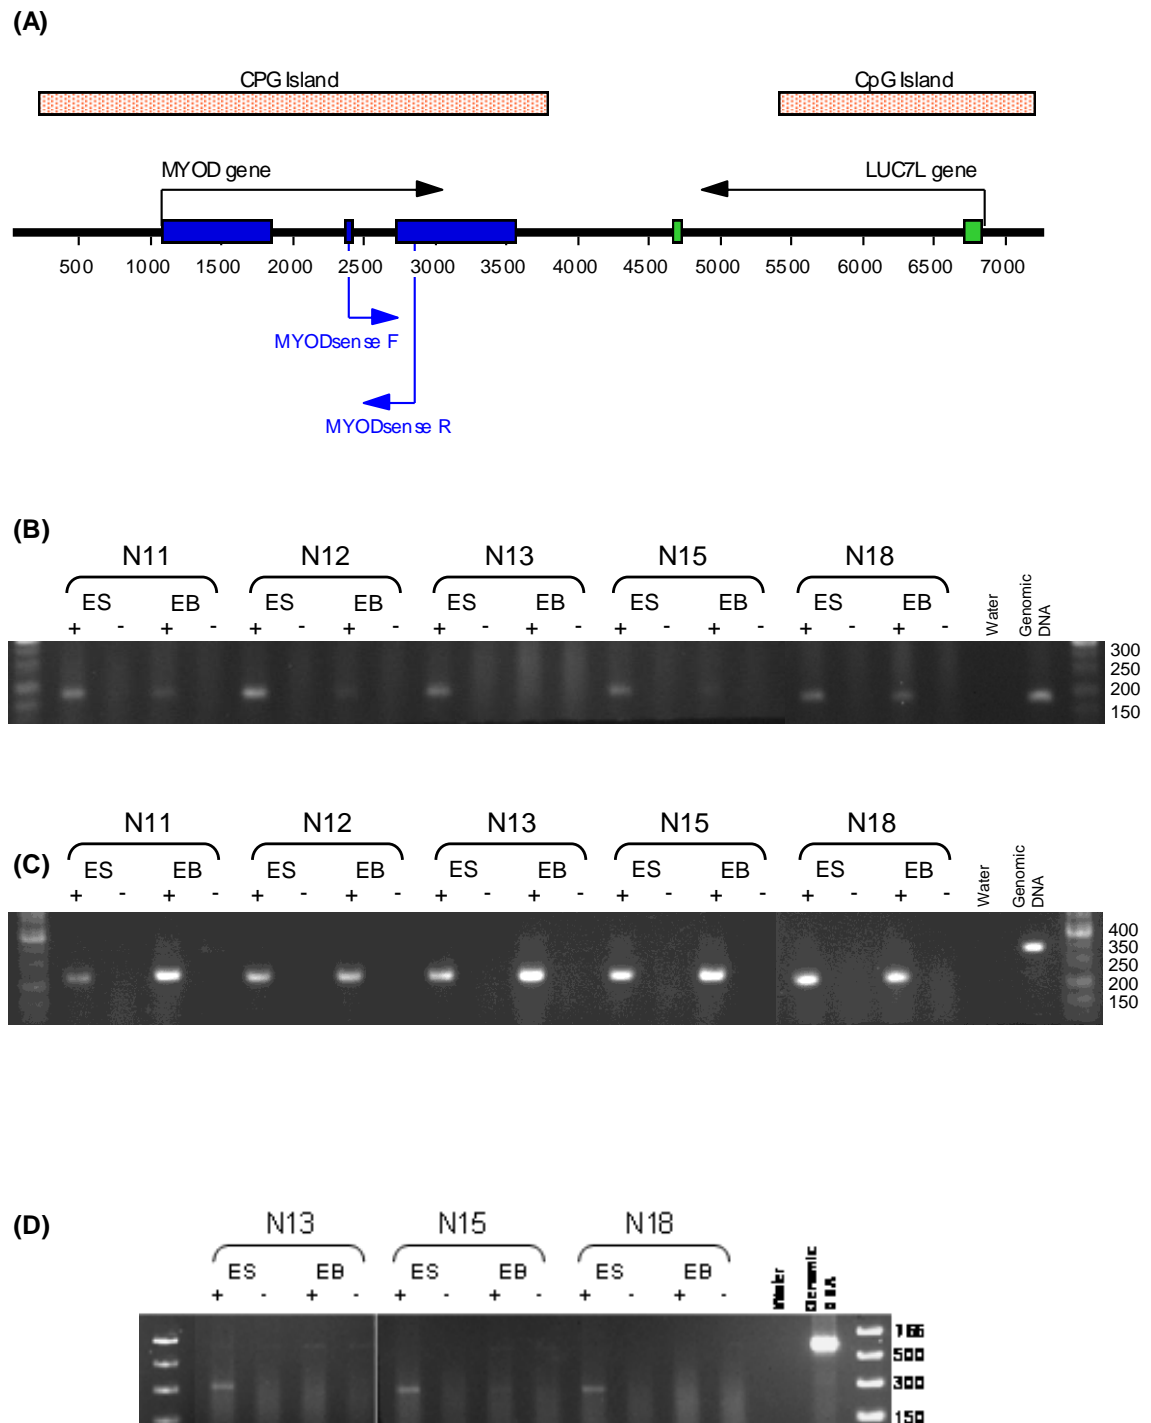 (A)
CPG Island CpG Island
MYOD gene LUC7L gene
500 1000 1500 2000 2500 3000 3500 4000 4500 5000 5500 6000 6500 7000
MYODsense F
MYODsense R
(B)
N11 N12 N13 N15 N18
ES EB ES EB ES EB ES EB ES EB Water Genomic DNA
+ - + - + - + - + - + - + - + - + - + -
300
250
200
150
(C)
N11 N12 N13 N15 N18
ES EB ES EB ES EB ES EB ES EB Water Genomic DNA
+ - + - + - + - + - + - + - + - + - + -
400
350
250
200
150
(D)
N13 N15 N18
ES EB ES EB ES EB Water Genomic
+ - + - + - + - + - + -
500
300
150